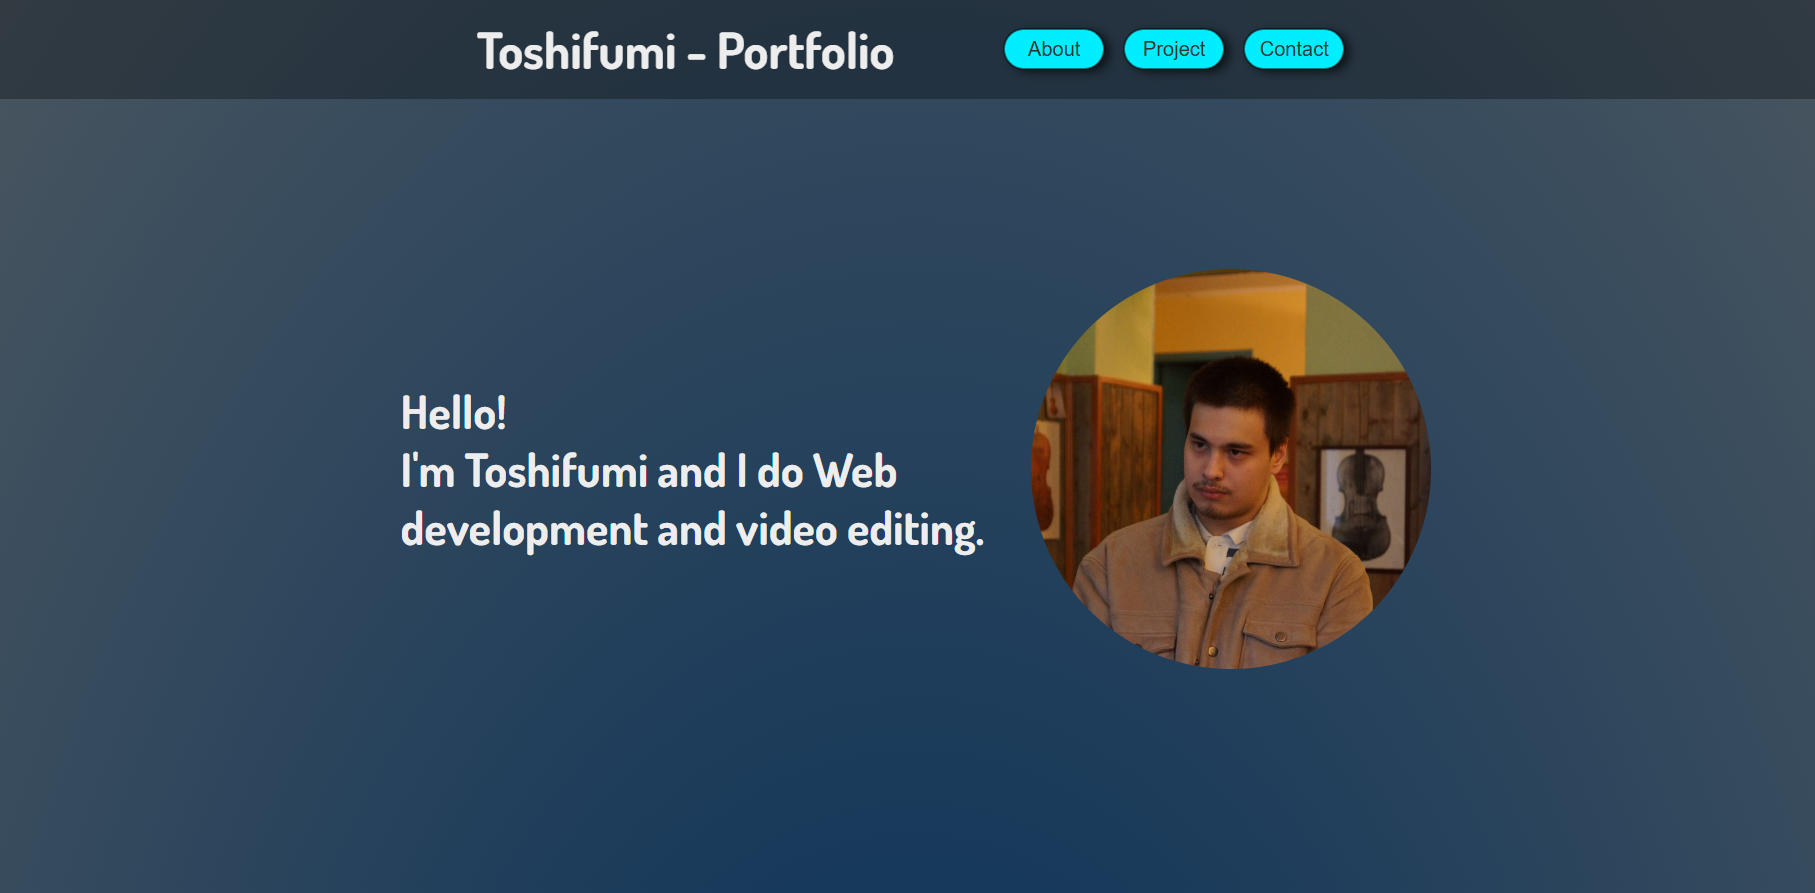 Toshifumi - Portfolio
About
Project
Contact
Hello!
I'm Toshifumi and I do Web
development and video editing.